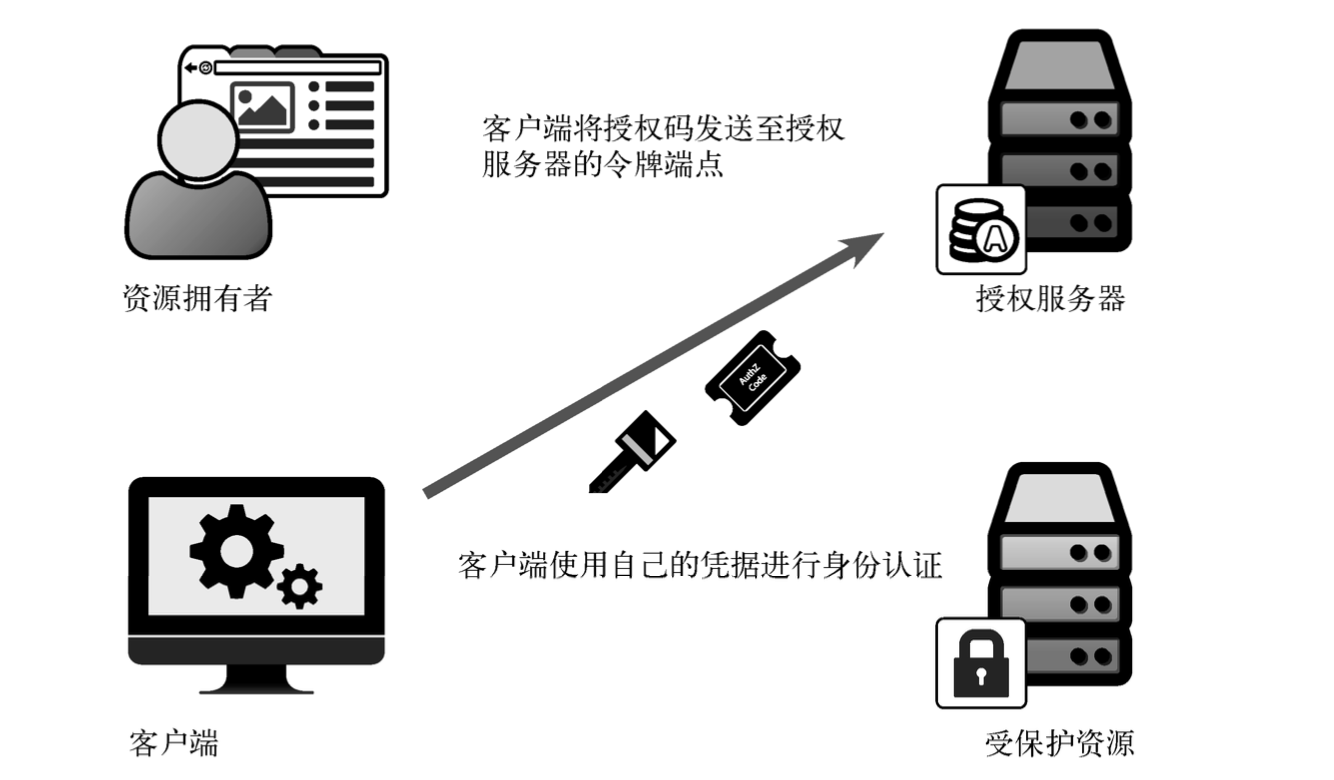 客户端将授权码发送至授权
服务器的令牌端点
A
资源拥有者
授权服务器
AuthZ
Code
客户端使用自己的凭据进行身份认证
客户端
受保护资源